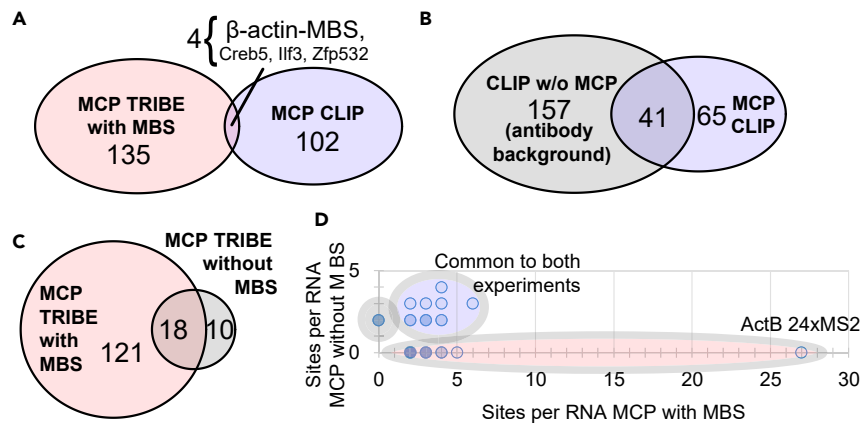 A
4{
β-actin-MBS,
Creb5, Ilf3, Zfp532
MCP TRIBE
with MBS
135
MCP CLIP
102
B
CLIP w/o MCP
157
(antibody
background)
41
65 MCP
CLIP
C
MCP TRIBE
without
MBS
MCP
TRIBE
with
MBS
121
18
10
D
Sites per RNA
MCP without M BS
5
0
Common to both
experiments
ActB 24xMS2
0 5 10 15 20 25 30
Sites per RNA MCP with MBS